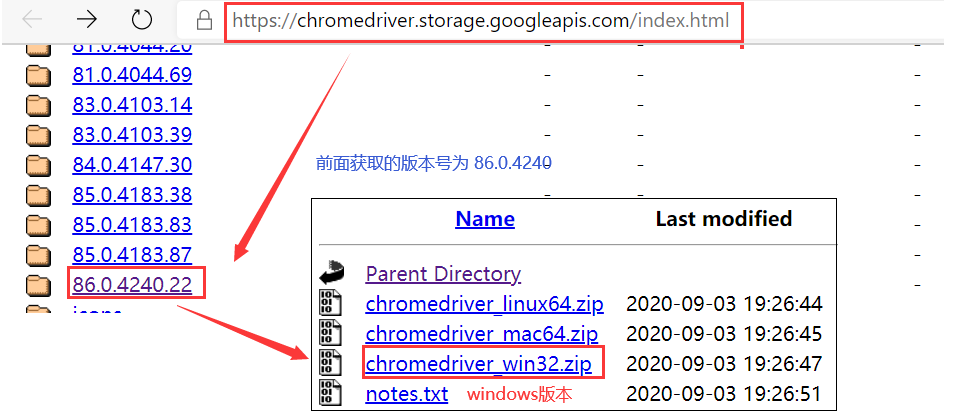 https://chromedriver.storage.googleapis.com/index.html
81.0.4044.20
81.0.4044.69
83.0.4103.14
83.0.4103.39
84.0.4147.30
85.0.4183.38
85.0.4183.83
85.0.4183.87
86.0.4240.22
icons
前面获取的版本号为 86.0.4240
Name Last modified
Parent Directory
chromedriver_linux64.zip 2020-09-03 19:26:44
chromedriver_mac64.zip 2020-09-03 19:26:45
chromedriver_win32.zip 2020-09-03 19:26:47
notes.txt windows版本 2020-09-03 19:26:51